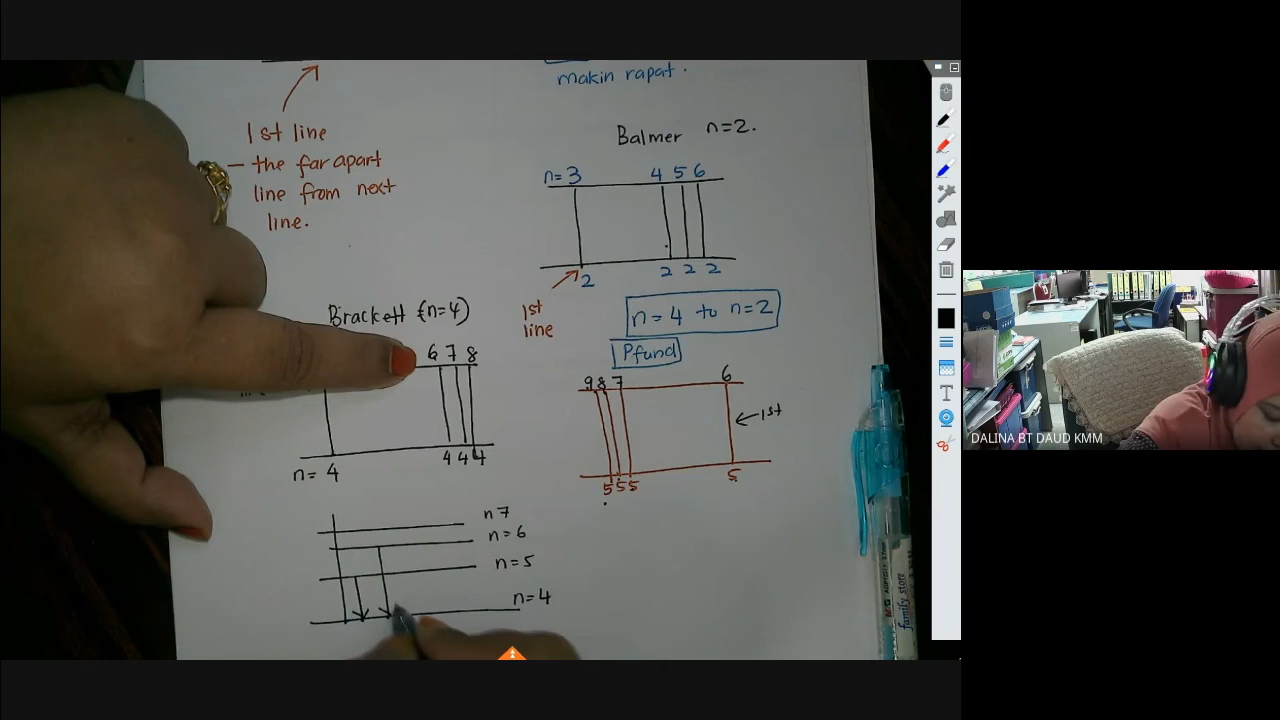 makin rapat.
1st line
– the far apart
line from next
line.
Balmer n=2.
n=3 4 5 6
2 2 2 2
1st
line
n=4 to n=2
Brackett (n=4)
6 7 8
n= 4 4 4 4
Pfund
9 8 7 6
1st
5 5 5 5
n7
n=6
n=5
n=4
family store
T
DALINA BT DAUD KMM